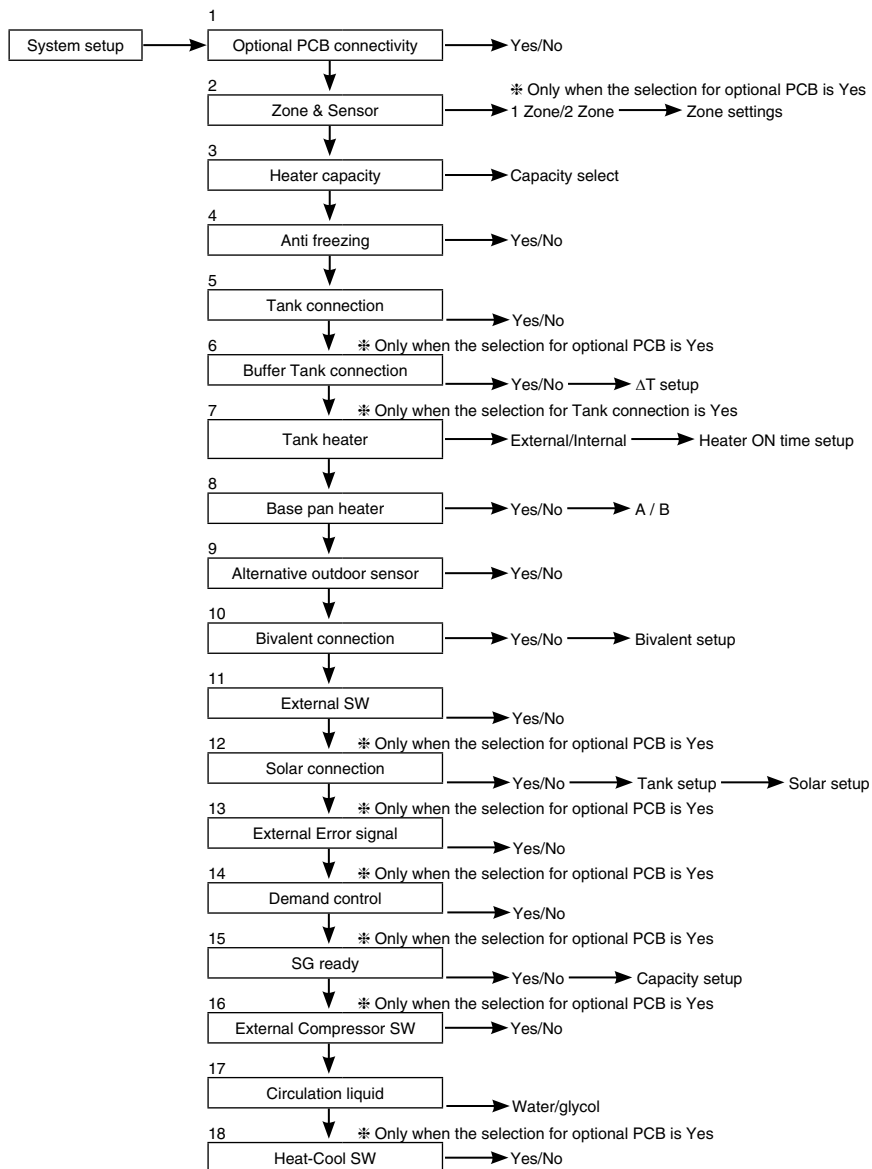 1
System setup Optional PCB connectivity Yes/No
2 ❈ Only when the selection for optional PCB is Yes
Zone & Sensor 1 Zone/2 Zone Zone settings
3
Heater capacity Capacity select
4
Anti freezing Yes/No
5
Tank connection Yes/No
6 ❈ Only when the selection for optional PCB is Yes
Buffer Tank connection Yes/No ΔT setup
7 ❈ Only when the selection for Tank connection is Yes
Tank heater External/Internal Heater ON time setup
8
Base pan heater Yes/No A / B
9
Alternative outdoor sensor Yes/No
10
Bivalent connection Yes/No Bivalent setup
11
External SW Yes/No
12 ❈ Only when the selection for optional PCB is Yes
Solar connection Yes/No Tank setup Solar setup
13 ❈ Only when the selection for optional PCB is Yes
External Error signal Yes/No
14 ❈ Only when the selection for optional PCB is Yes
Demand control Yes/No
15 ❈ Only when the selection for optional PCB is Yes
SG ready Yes/No Capacity setup
16 ❈ Only when the selection for optional PCB is Yes
External Compressor SW Yes/No
17
Circulation liquid Water/glycol
18 ❈ Only when the selection for optional PCB is Yes
Heat-Cool SW Yes/No